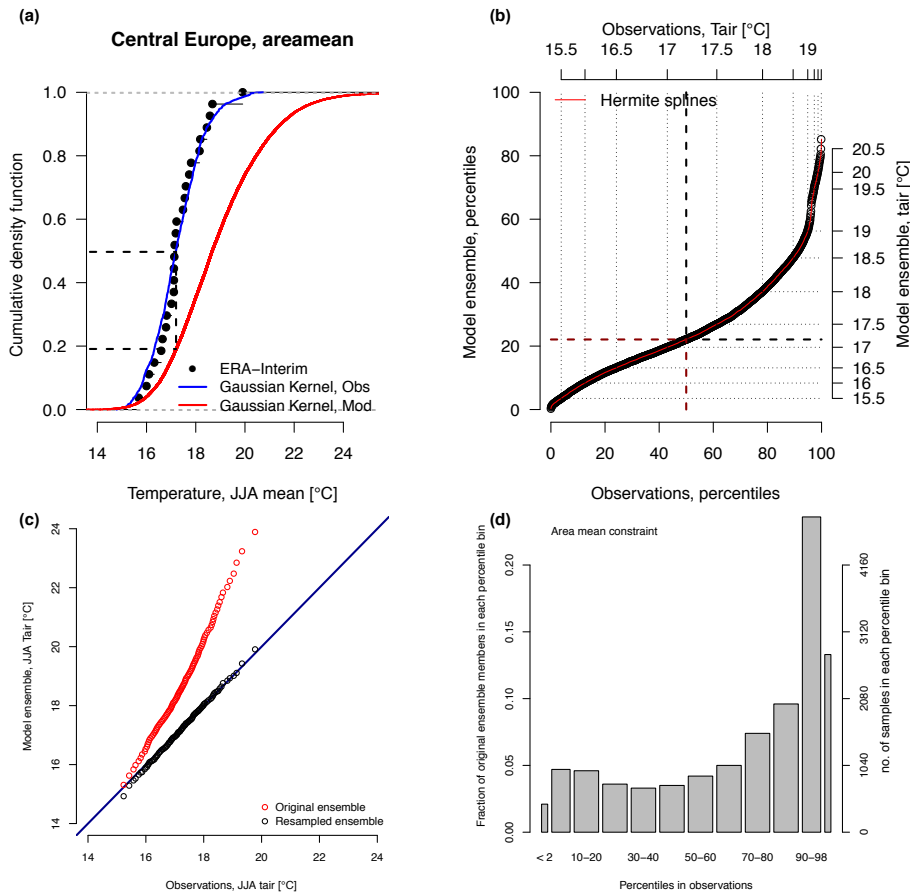 (a)
Central Europe, areamean
Cumulative density function
1.0
0.8
0.6
0.4
0.2
0.0
ERA−Interim
Gaussian Kernel, Obs
Gaussian Kernel, Mod
14 16 18 20 22 24
Temperature, JJA mean [°C]
(b)
Observations, Tair [°C]
15.5 16.5 17.2 17.5 18 19
Hermite splines
Model ensemble, percentiles
100
80
60
40
20
0
20.5
20
19.5
19
18.5
18
17.5
17
16.5
16
15.5
Model ensemble, tair [°C]
0 20 40 60 80 100
Observations, percentiles
(c)
Model ensemble, JJA Tair [°C]
24
22
20
18
16
14
Original ensemble
Resampled ensemble
14 16 18 20 22 24
Observations, JJA tair [°C]
(d)
Area mean constraint
Fraction of original ensemble members in each percentile bin
0.20
0.15
0.10
0.05
0.00
4160
3120
2080
1040
0
no. of samples in each percentile bin
< 2 10−20 30−40 50−60 70−80 90−98
Percentiles in observations